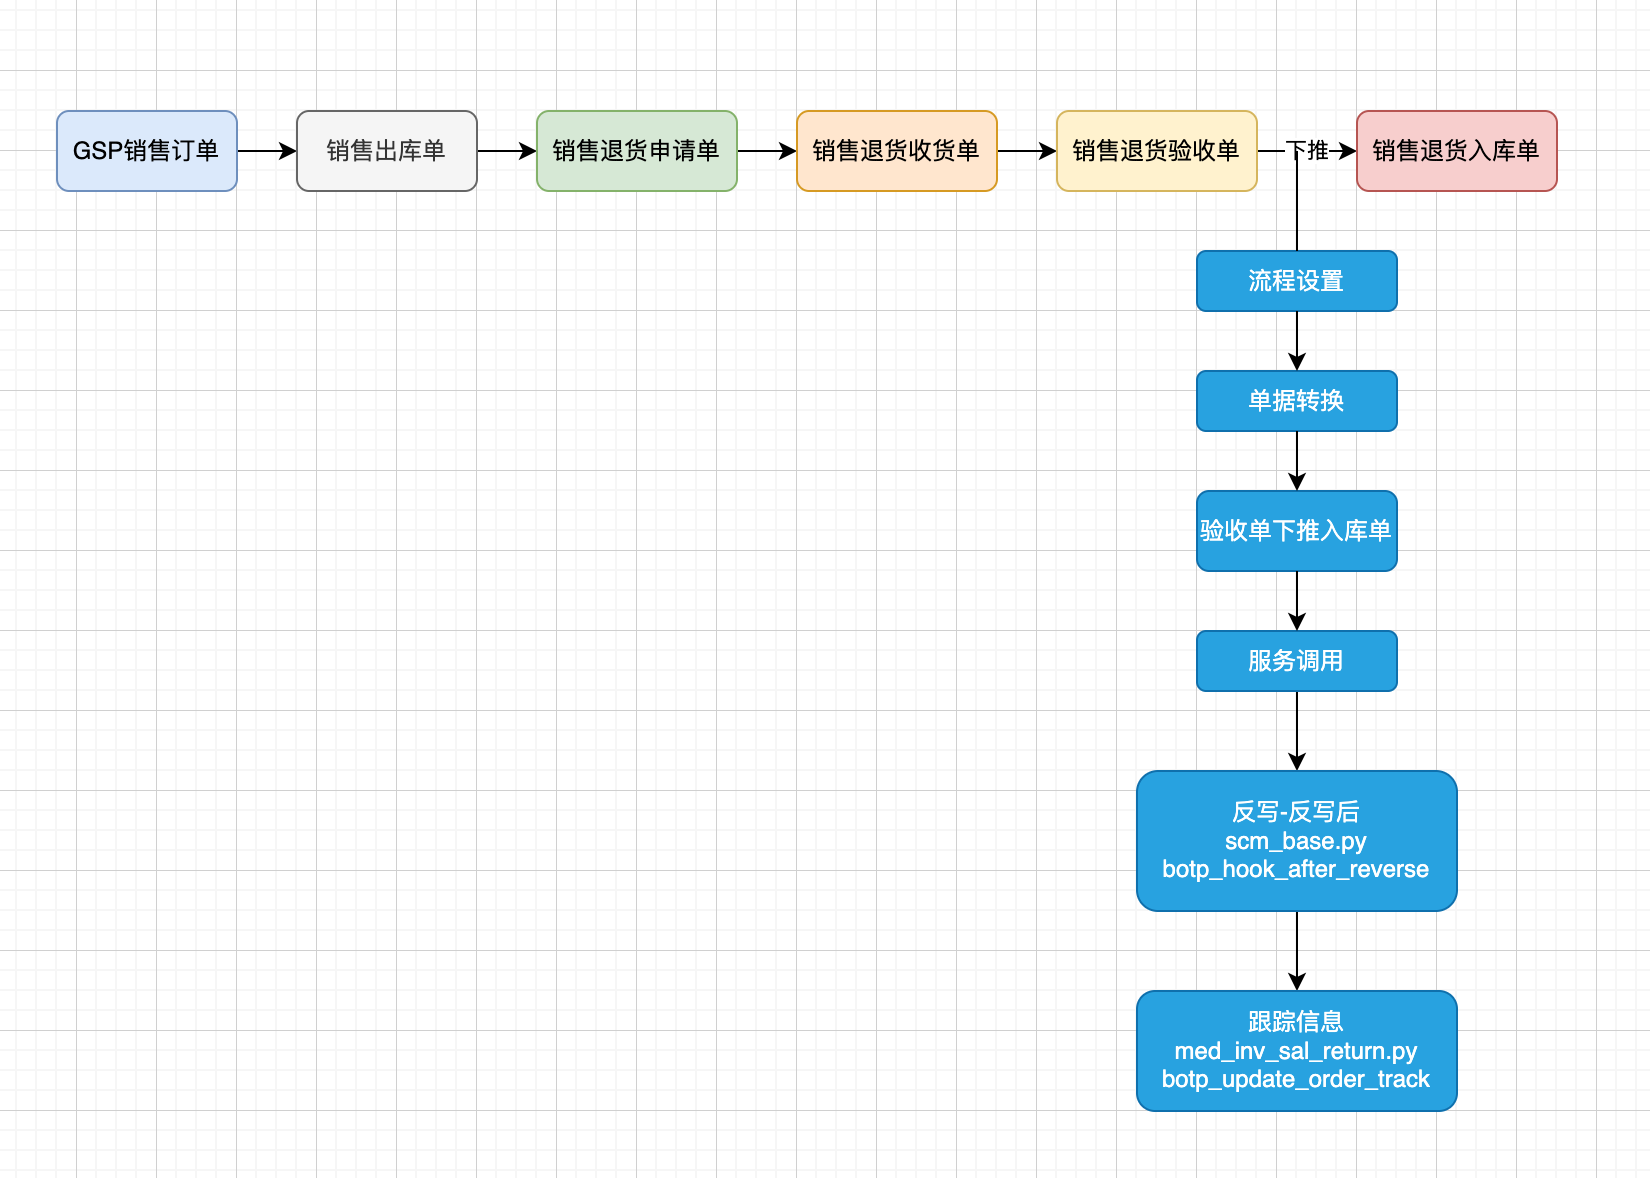 GSP销售订单
销售出库单
销售退货申请单
销售退货收货单
销售退货验收单
下推
销售退货入库单
流程设置
单据转换
验收单下推入库单
服务调用
反写-反写后
scm_base.py
botp_hook_after_reverse
跟踪信息
med_inv_sal_return.py
botp_update_order_track